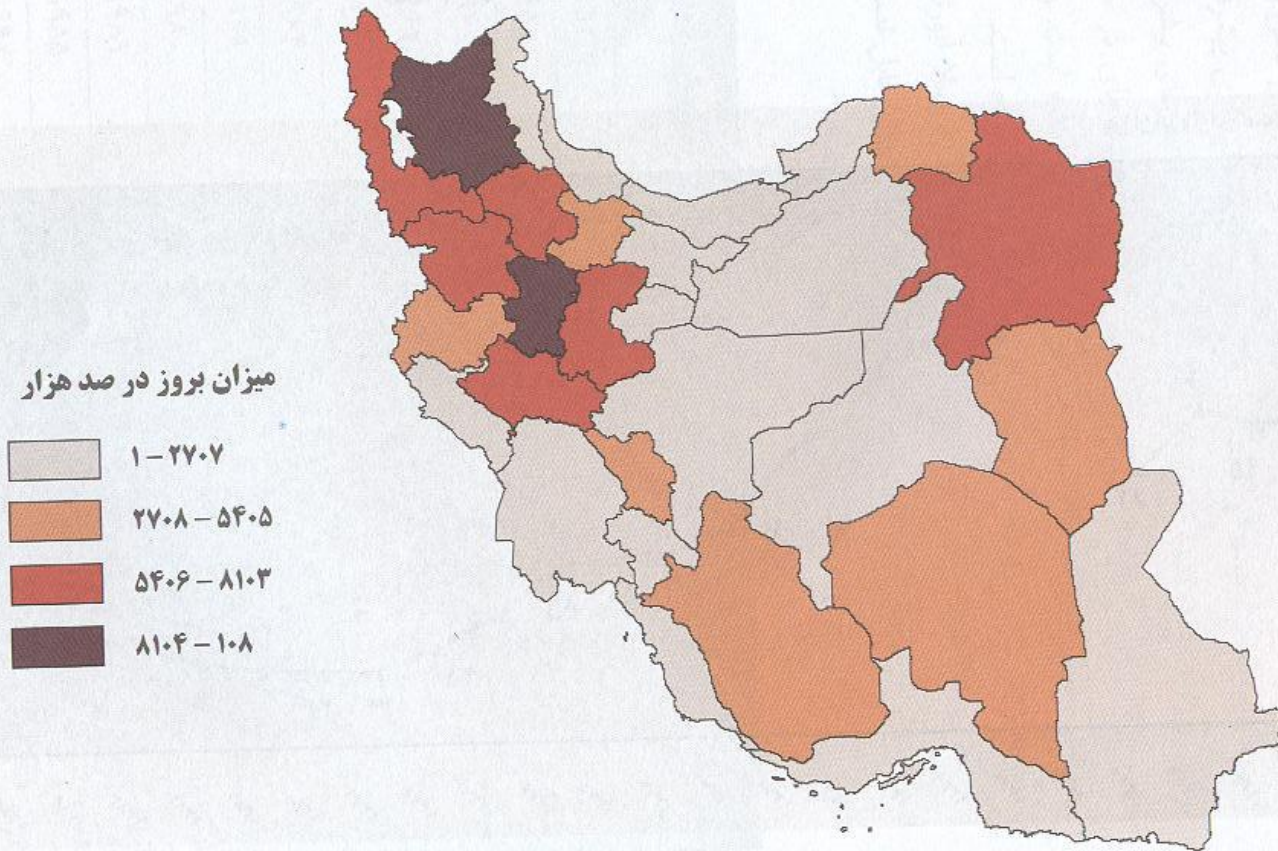 میزان بروز در صد هزار
۱ – ۲۷۰۷
۲۷۰۸ – ۵۴۰۵
۵۴۰۶ – ۸۱۰۳
۸۱۰۴ – ۱۰۸